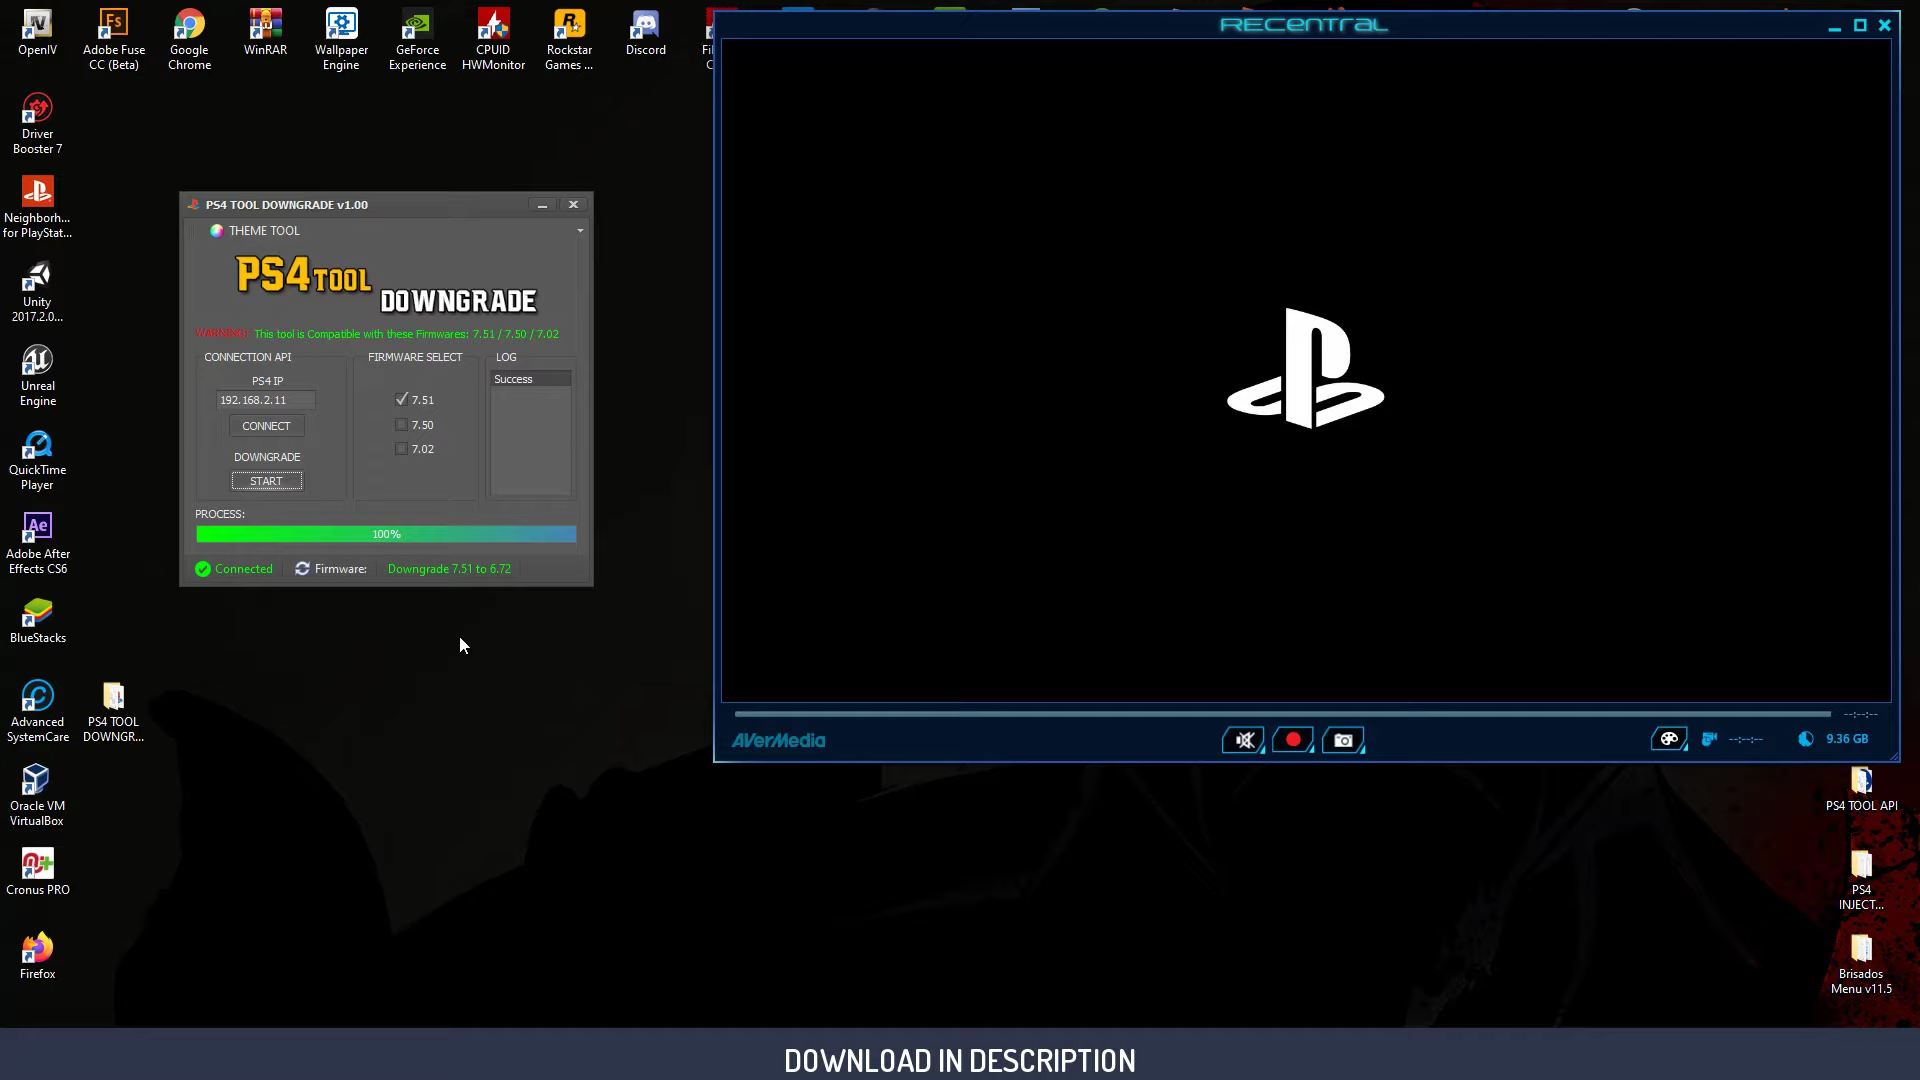 OpenIV
Adobe Fuse
CC (Beta)
Google
Chrome
WinRAR
Wallpaper
Engine
GeForce
Experience
CPUID
HWMonitor
Rockstar
Games ...
Discord
RECENTRAL
Driver
Booster 7
Neighborh...
for PlayStat...
Unity
2017.2.0...
Unreal
Engine
QuickTime
Player
Adobe After
Effects CS6
BlueStacks
Advanced
SystemCare
PS4 TOOL
DOWNGR...
Oracle VM
VirtualBox
Cronus PRO
Firefox
PS4 TOOL DOWNGRADE v1.00
THEME TOOL
PS4 TOOL
DOWNGRADE
WARNING! This tool is Compatible with these Firmwares: 7.51 / 7.50 / 7.02
CONNECTION API
PS4 IP
192.168.2.11
CONNECT
DOWNGRADE
START
FIRMWARE SELECT
7.51
7.50
7.02
LOG
Success
PROCESS:
100%
Connected
Firmware:
Downgrade 7.51 to 6.72
--:--:--
AVerMedia
--:--:--
9.36 GB
PS4 TOOL API
PS4
INJECT...
Brisados
Menu v11.5
DOWNLOAD IN DESCRIPTION